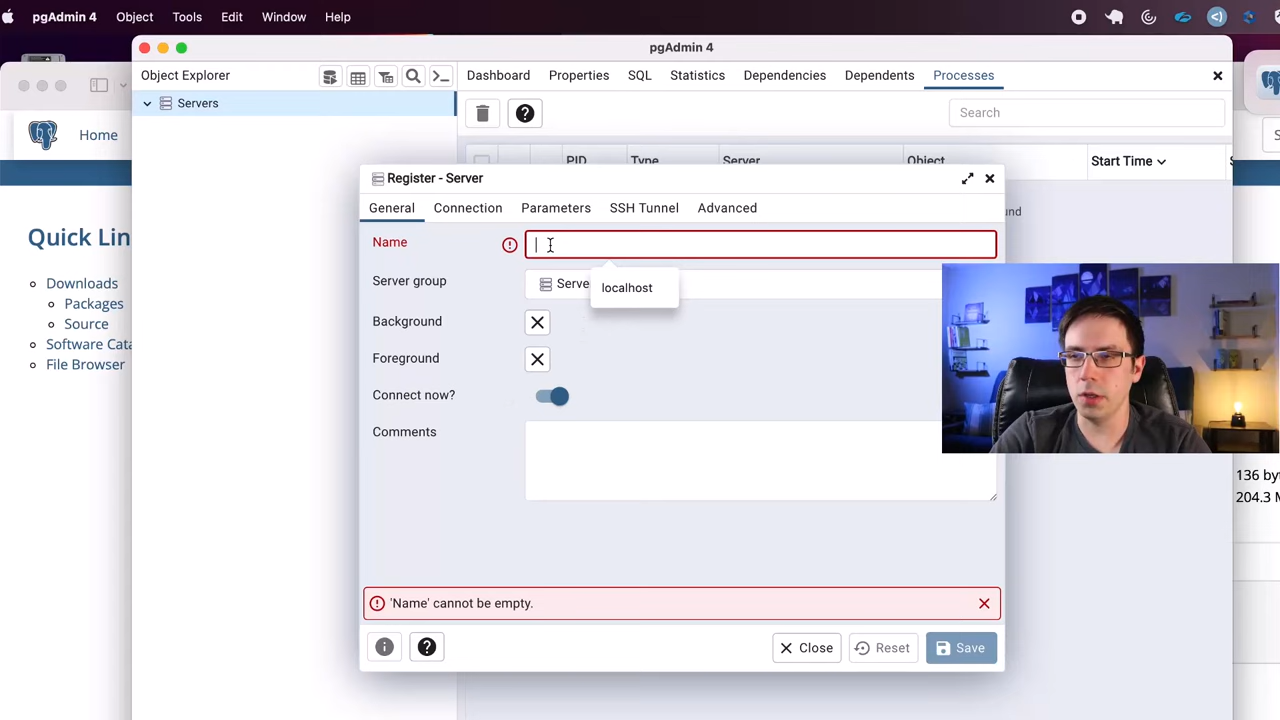 pgAdmin 4 Object Tools Edit Window Help
pgAdmin 4
Object Explorer
Dashboard Properties SQL Statistics Dependencies Dependents Processes
Servers
Home
Search
PID Type Server Object Start Time
Register - Server
General Connection Parameters SSH Tunnel Advanced
und
Quick Lin
Name
Downloads
Server group
Serve
localhost
Packages
Source
Background
Software Cata
Foreground
File Browser
Connect now?
Comments
136 by
204.3 M
'Name' cannot be empty.
Close Reset Save